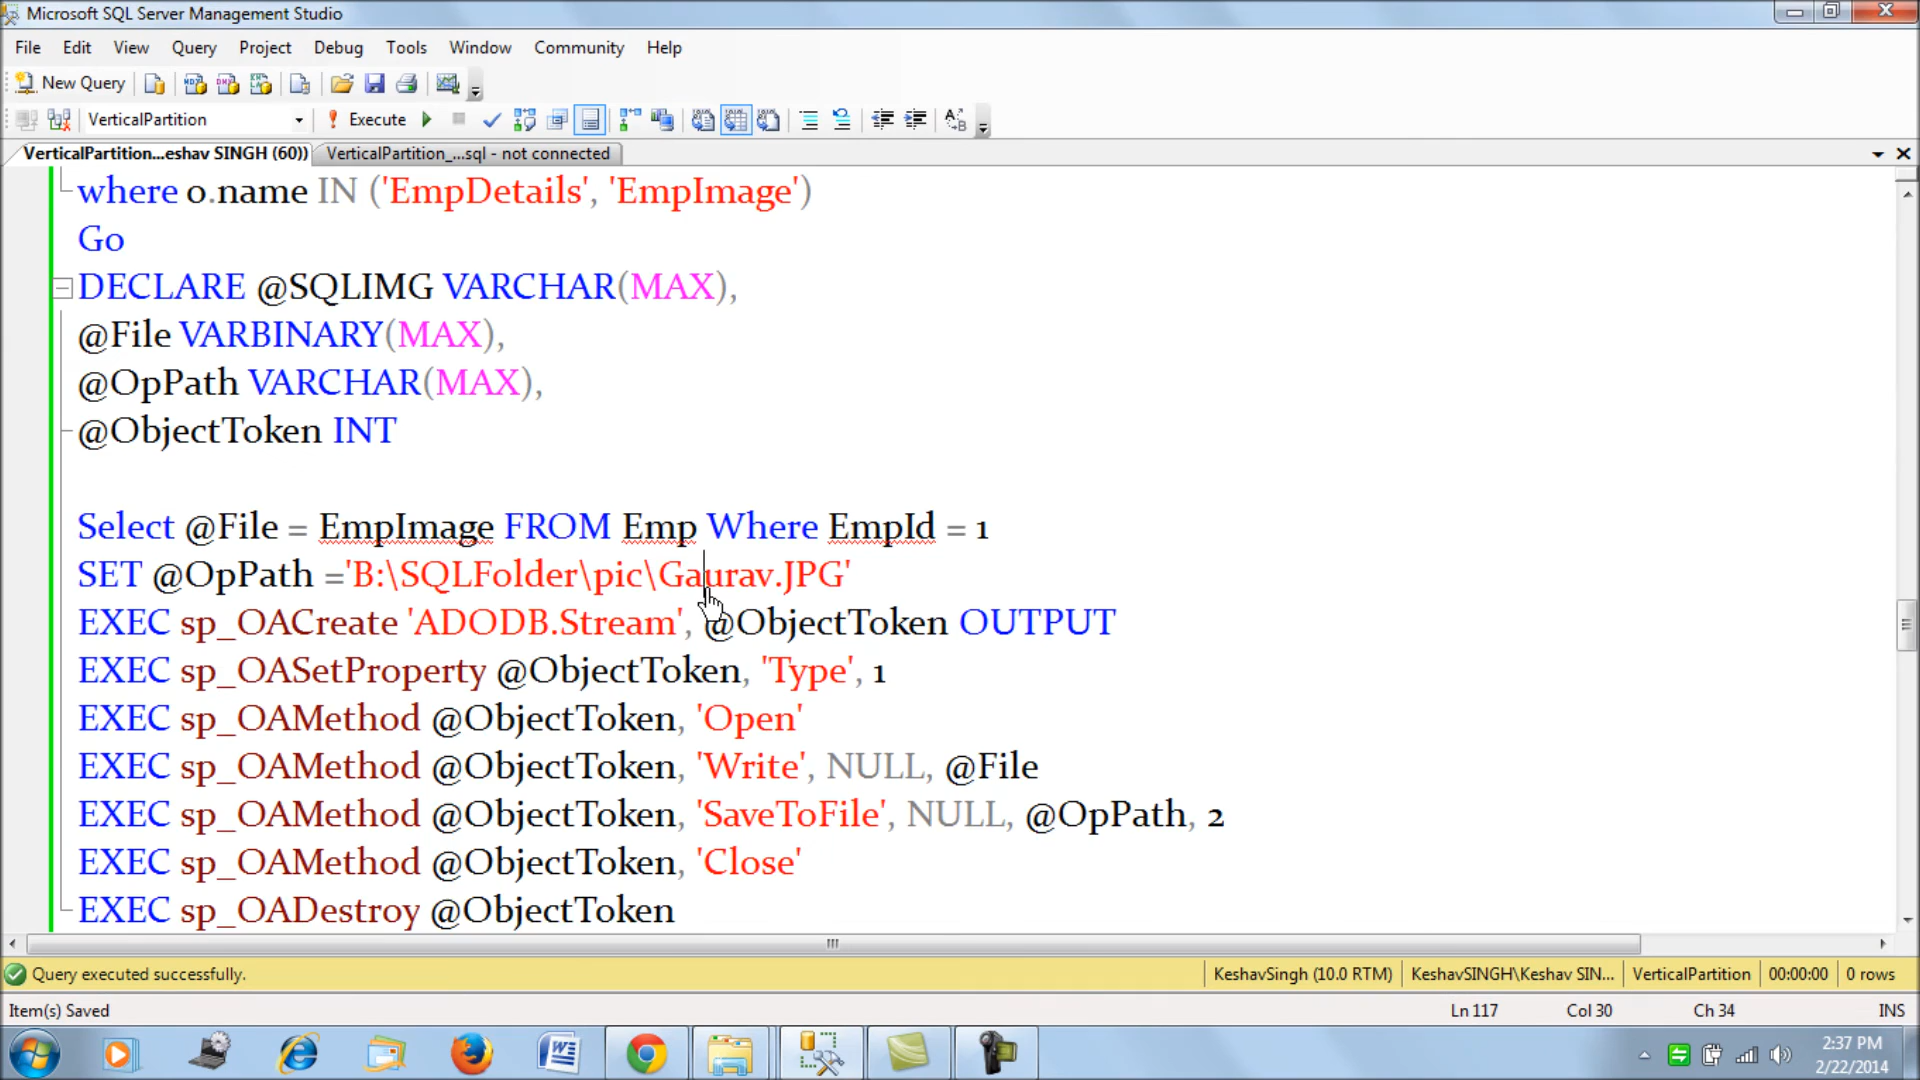 Microsoft SQL Server Management Studio
File Edit View Query Project Debug Tools Window Community Help
New Query
VerticalPartition Execute
VerticalPartition...eshav SINGH (60)) VerticalPartition_...sql - not connected
where o.name IN ('EmpDetails', 'EmpImage')
Go
DECLARE @SQLIMG VARCHAR(MAX),
@File VARBINARY(MAX),
@OpPath VARCHAR(MAX),
@ObjectToken INT
Select @File = EmpImage FROM Emp Where EmpId = 1
SET @OpPath ='B:\SQLFolder\pic\Gaurav.JPG'
EXEC sp_OACreate 'ADODB.Stream', @ObjectToken OUTPUT
EXEC sp_OASetProperty @ObjectToken, 'Type', 1
EXEC sp_OAMethod @ObjectToken, 'Open'
EXEC sp_OAMethod @ObjectToken, 'Write', NULL, @File
EXEC sp_OAMethod @ObjectToken, 'SaveToFile', NULL, @OpPath, 2
EXEC sp_OAMethod @ObjectToken, 'Close'
EXEC sp_OADestroy @ObjectToken
Query executed successfully. KeshavSingh (10.0 RTM) KeshavSINGH\Keshav SIN... VerticalPartition 00:00:00 0 rows
Item(s) Saved Ln 117 Col 30 Ch 34 INS
2:37 PM
2/22/2014